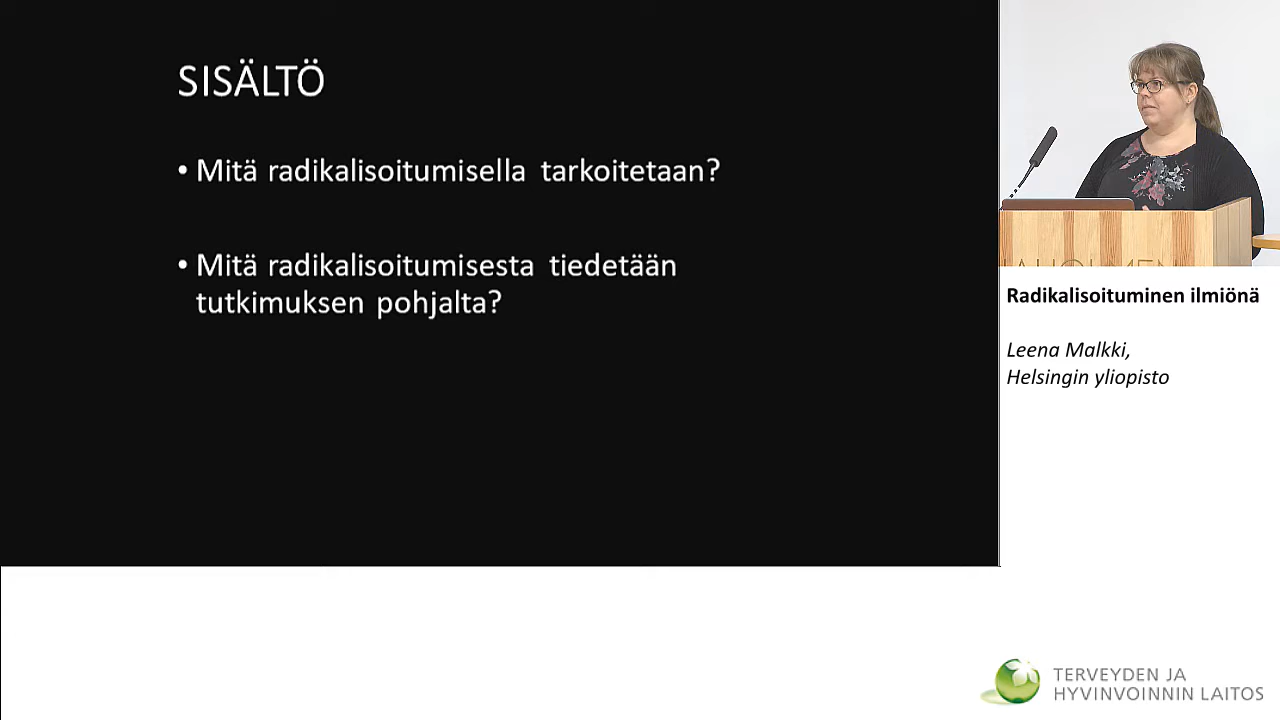 SISÄLTÖ
• Mitä radikalisoitumisella tarkoitetaan?
• Mitä radikalisoitumisesta tiedetään
tutkimuksen pohjalta?
Radikalisoituminen ilmiönä
Leena Malkki,
Helsingin yliopisto
TERVEYDEN JA
HYVINVOINNIN LAITOS